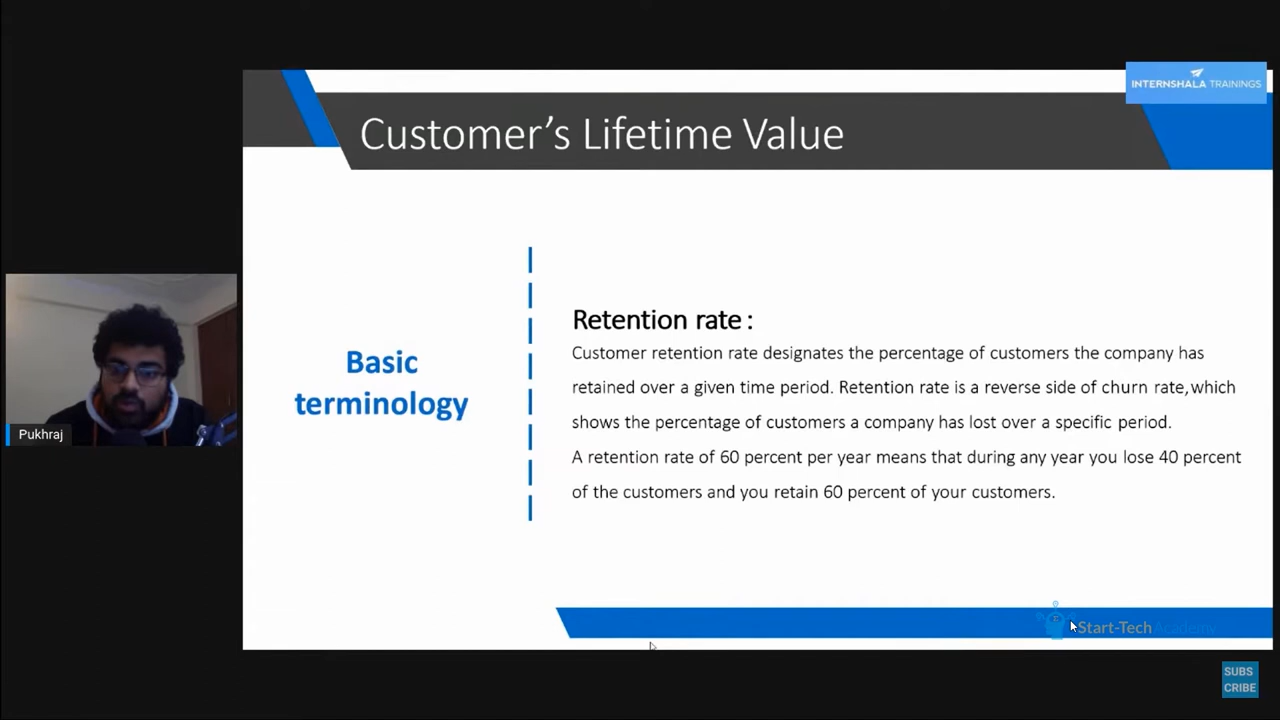 INTERNSHALA TRAININGS
Customer's Lifetime Value
Basic
terminology
Retention rate :
Customer retention rate designates the percentage of customers the company has
retained over a given time period. Retention rate is a reverse side of churn rate,which
shows the percentage of customers a company has lost over a specific period.
A retention rate of 60 percent per year means that during any year you lose 40 percent
of the customers and you retain 60 percent of your customers.
Pukhraj
Start-Tech Academy
SUBS
CRIBE